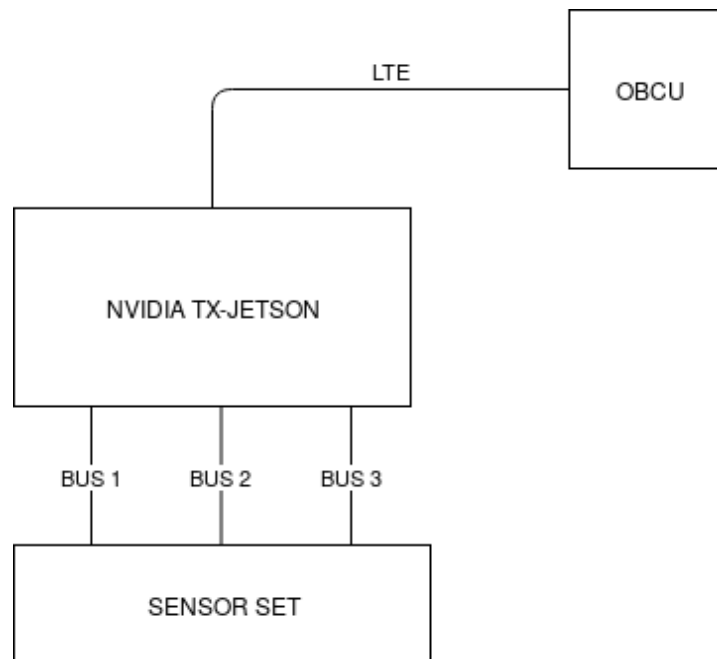 LTE
OBCU
NVIDIA TX-JETSON
BUS 1
BUS 2
BUS 3
SENSOR SET